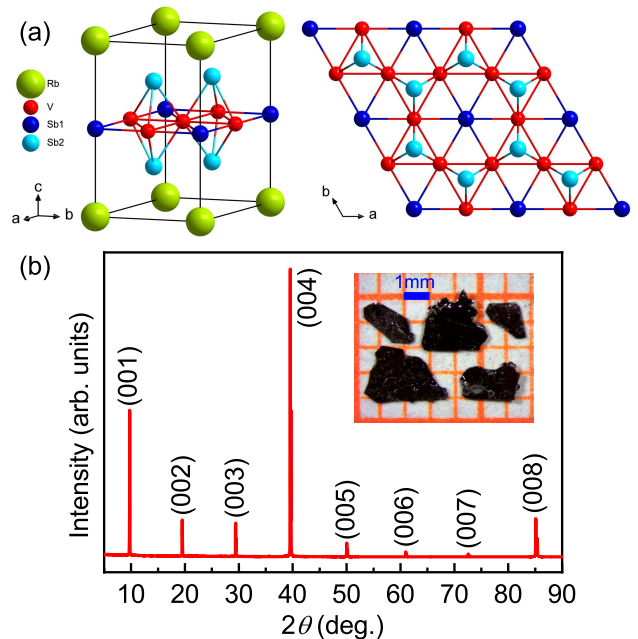 (a)
Rb
V
Sb1
Sb2
c
a
b
b
a
(b)
Intensity (arb. units)
(001)
(002)
(003)
(004)
(005)
(006)
(007)
(008)
1mm
10 20 30 40 50 60 70 80 90
2θ (deg.)